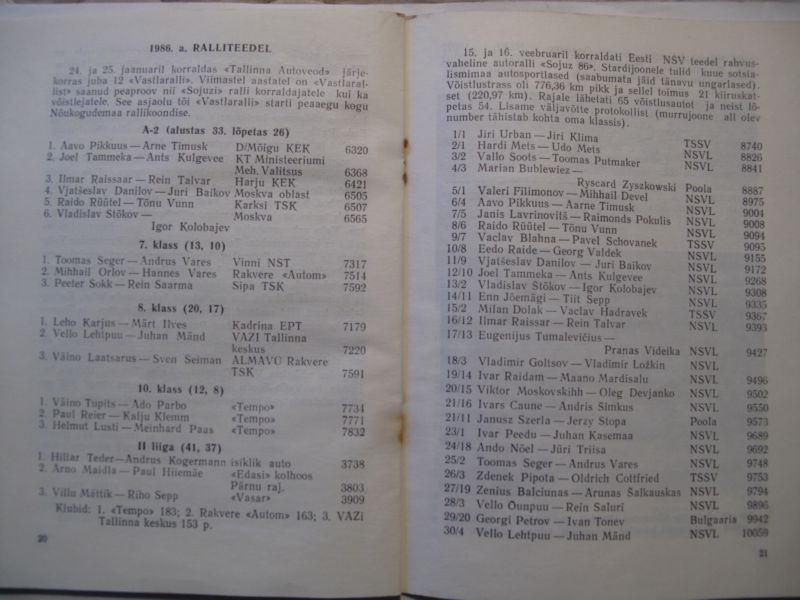 1986. a. RALLITEEDEL
24. ja 25. jaanuaril korraldas «Tallinna Autoveod» järje-
korras juba 12 «Vastlaralli». Viimastel aastatel on «Vastlaral-
list» saanud peaproov nii «Sojuzi» ralli korraldajatele kui ka
võistlejatele. See asjaolu tõi «Vastlaralli» starti peaaegu kogu
Nõukogudemaa rallikoondise.
A-2 (alustas 33. lõpetas 26)
1. Aavo Pikkuus — Arne Timusk D/Mõigu KEK 6320
2. Joel Tammeka — Ants Kulgevee KT Ministeeriumi
Meh. Valitsus 6368
3. Ilmar Raissar — Rein Talvar Harju KEK 6421
4. Vjatšeslav Danilov — Juri Baikov Moskva oblast 6505
5. Raido Rüütel — Tõnu Vunn Karksi TSK 6507
6. Vladislav Štõkov — Moskva 6565
Igor Kolobajev
7. klass (13, 10)
1. Toomas Seger — Andrus Vares Vinni NST 7317
2. Mihhail Orlov — Hannes Vares Rakvere «Autom» 7514
3. Peeter Sokk — Rein Saarma Sipa TSK 7592
8. klass (20, 17)
1. Leho Karjus — Märt Ilves Kadrina EPT 7179
2. Vello Lehtpuu — Juhan Mänd VAZi Tallinna
keskus 7220
3. Väino Laatsarus — Sven Seiman ALMAVÜ Rakvere
TSK 7591
10. klass (12, 8)
1. Väino Tupits — Ado Parbo «Tempo» 7734
2. Paul Reier — Kalju Klemm «Tempo» 7771
3. Helmut Lusti — Meinhard Paas «Tempo» 7832
II liiga (41, 37)
1. Hillar Teder — Andrus Kogermann isiklik auto 3738
2. Arno Maidla — Paul Hiiemäe «Edasi» kolhoos
Pärnu raj. 3803
3. Villu Mättik — Riho Sepp «Vasar» 3909
Klubid: 1. «Tempo» 183; 2. Rakvere «Autom» 163; 3. VAZi
Tallinna keskus 153 p.
20
15. ja 16. veebruaril korraldati Eesti NSV teedel rahvus-
vaheline autoralli «Sojuz 86». Stardijoonele tulid kuue sotsia-
lismimaa autosportlased (saabumata jäid tänavu ungarlased).
Võistlustrass oli 776,36 km pikk ja sellel toimus 21 kiiruskat-
set (220,97 km). Rajale lähetati 65 võistlusautot ja neist lõ-
petas 54. Lisame väljavõtte protokollist (murrujoone all olev
number tähistab kohta oma klassis).
1/1 Jiri Urban — Jiri Klima TSSV 8740
2/1 Hardi Mets — Udo Mets NSVL 8826
3/2 Vallo Soots — Toomas Putmaker NSVL 8841
4/3 Marian Bublewiez —
Ryscard Zyszkowski Poola 8887
5/1 Valeri Filimonov — Mihhail Devel NSVL 8975
6/4 Aavo Pikkuus — Aarne Timusk NSVL 9004
7/5 Janis Lavrinovitš — Raimonds Pokulis NSVL 9008
8/6 Raido Rüütel — Tõnu Vunn NSVL 9094
9/7 Vaclav Blahna — Pavel Schovanek TSSV 9095
10/8 Eedo Raide — Georg Valdek NSVL 9155
11/9 Vjatšeslav Danilov — Juri Baikov NSVL 9172
12/10 Joel Tammeka — Ants Kulgevee NSVL 9268
13/2 Vladislav Štõkov — Igor Kolobajev NSVL 9308
14/11 Enn Jõemägi — Tiit Sepp NSVL 9335
15/2 Milan Dolak — Vaclav Hadravek TSSV 9367
16/12 Ilmar Raissar — Rein Talvar NSVL 9393
17/13 Eugenijus Tumalevičius —
Pranas Videika NSVL 9427
18/3 Vladimir Goltsov — Vladimir Ložkin NSVL
19/14 Ivar Raidam — Maano Mardisalu NSVL 9496
20/15 Viktor Moskovskihh — Oleg Devjanko NSVL 9502
21/16 Ivars Caune — Andris Simkus NSVL 9550
21/11 Janusz Szerla — Jerzy Stopa Poola 9573
23/1 Ivar Peedu — Juhan Kasemaa NSVL 9689
24/18 Ando Nõel — Jüri Triisa NSVL 9692
25/2 Toomas Seger — Andrus Vares NSVL 9748
26/3 Zdenek Pipota — Oldrich Cottfried TSSV 9753
27/19 Zenius Balciunas — Arunas Šalkauskas NSVL 9794
28/3 Vello Õunpuu — Rein Saluri NSVL 9896
29/20 Georgi Petrov — Ivan Tonev Bulgaaria 9942
30/4 Vello Lehtpuu — Juhan Mänd NSVL 10059
21